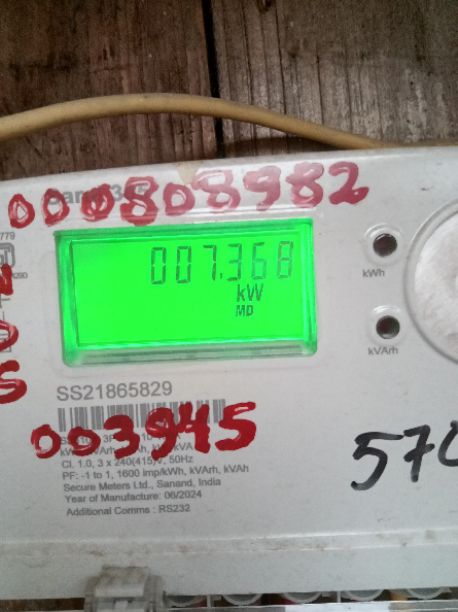 000808982
779
007.368
kW
MD
kWh
kVArh
SS21865829
003945
570
Cl. 1.0, 3 x 240(415)V, 50Hz
PF: -1 to 1, 1600 imp/kWh, kVArh, kVAh
Secure Meters Ltd., Sanand, India
Year of Manufacture: 06/2024
Additional Comms : RS232